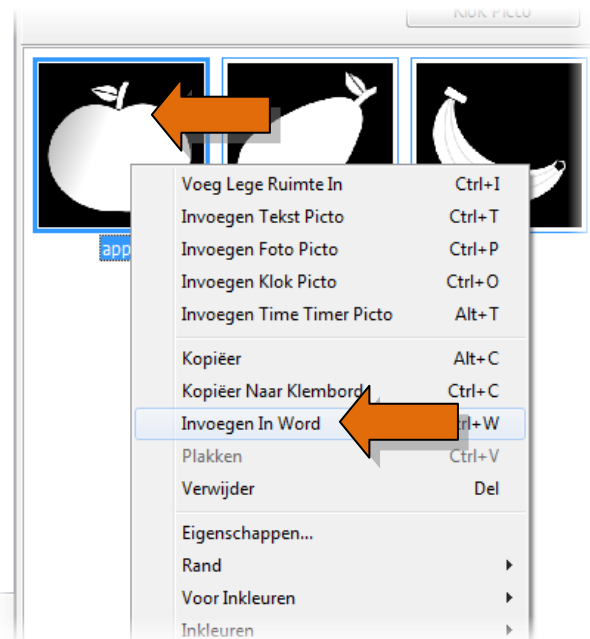 Klok Picto
app
Voeg Lege Ruimte In Ctrl+I
Invoegen Tekst Picto Ctrl+T
Invoegen Foto Picto Ctrl+P
Invoegen Klok Picto Ctrl+O
Invoegen Time Timer Picto Alt+T
Kopiëer Alt+C
Kopiëer Naar Klembord Ctrl+C
Invoegen In Word trl+W
Plakken Ctrl+V
Verwijder Del
Eigenschappen...
Rand
Voor Inkleuren
Inkleuren